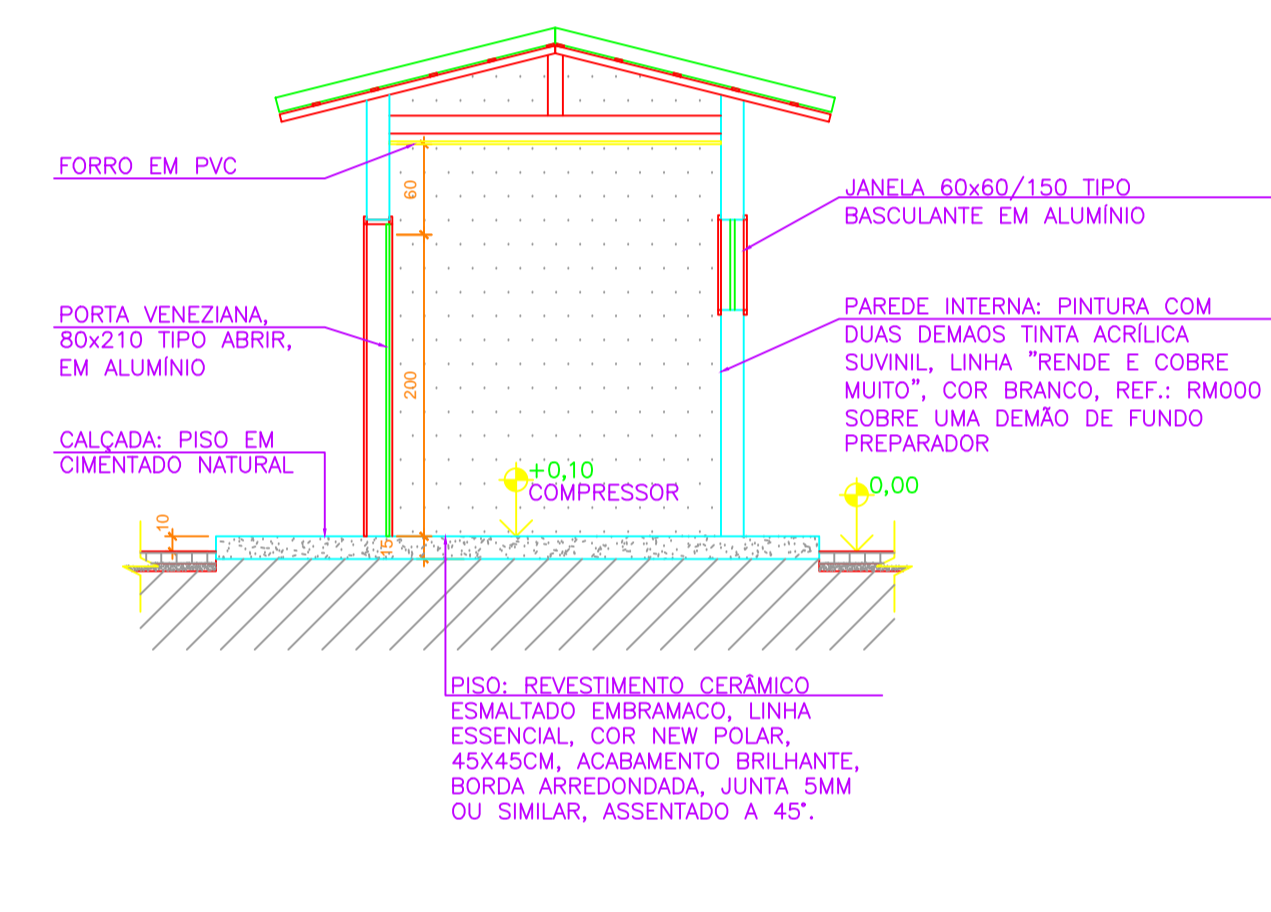 FORRO EM PVC
60
JANELA 60x60/150 TIPO
BASCULANTE EM ALUMÍNIO
PORTA VENEZIANA,
80x210 TIPO ABRIR,
EM ALUMÍNIO
200
PAREDE INTERNA: PINTURA COM
DUAS DEMAOS TINTA ACRÍLICA
SUVINIL, LINHA ”RENDE E COBRE
MUITO”, COR BRANCO, REF.: RM000
SOBRE UMA DEMÃO DE FUNDO
PREPARADOR
CALÇADA: PISO EM
CIMENTADO NATURAL
+0,10
COMPRESSOR
0,00
10
15
PISO: REVESTIMENTO CERÂMICO
ESMALTADO EMBRAMACO, LINHA
ESSENCIAL, COR NEW POLAR,
45X45CM, ACABAMENTO BRILHANTE,
BORDA ARREDONDADA, JUNTA 5MM
OU SIMILAR, ASSENTADO A 45°.